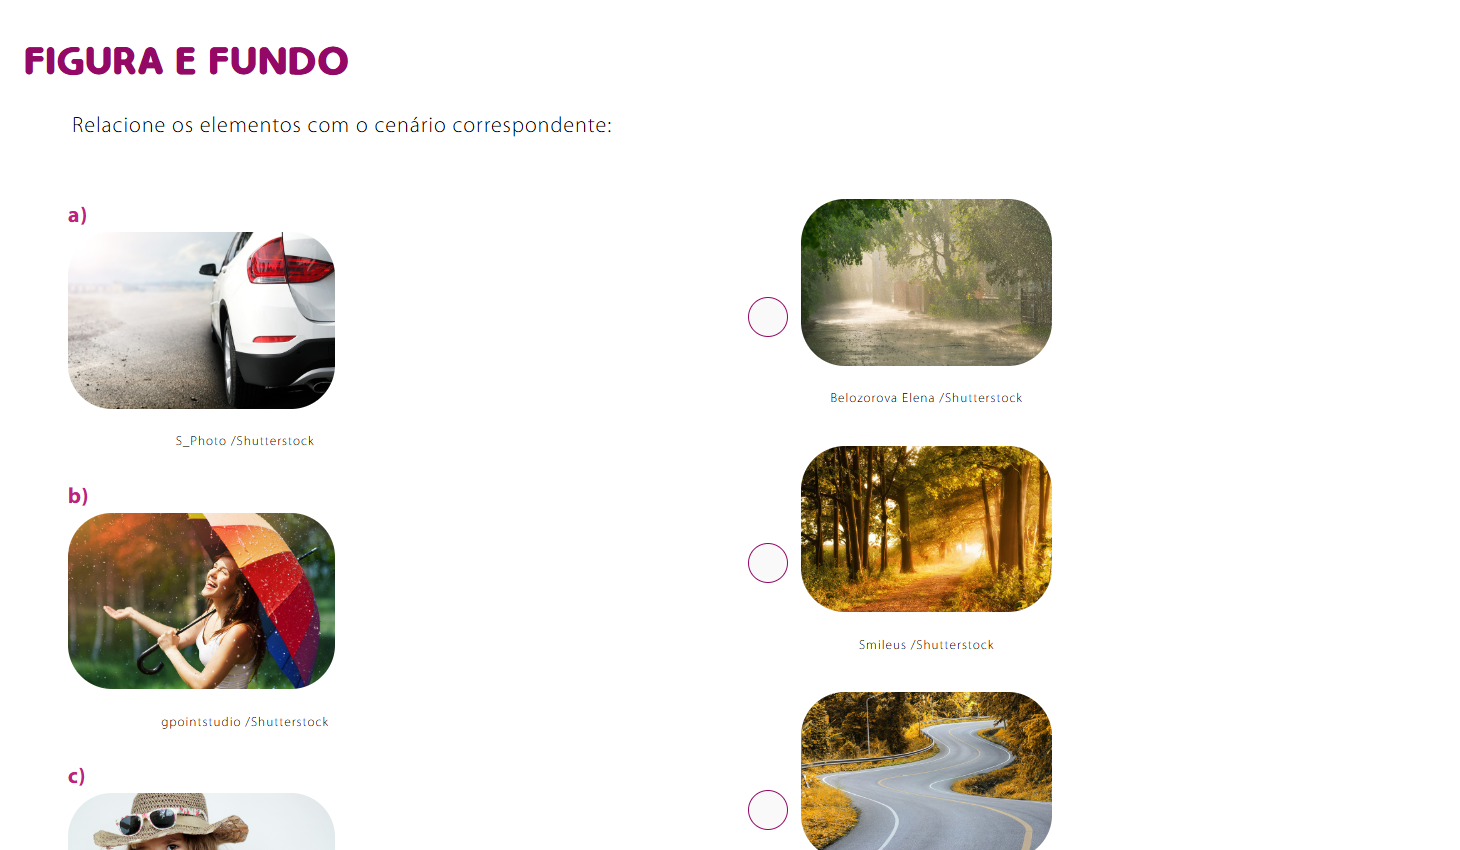 FIGURA E FUNDO
Relacione os elementos com o cenário correspondente:
a)
S_Photo /Shutterstock
b)
gpointstudio /Shutterstock
c)
Belozorova Elena /Shutterstock
Smileus /Shutterstock